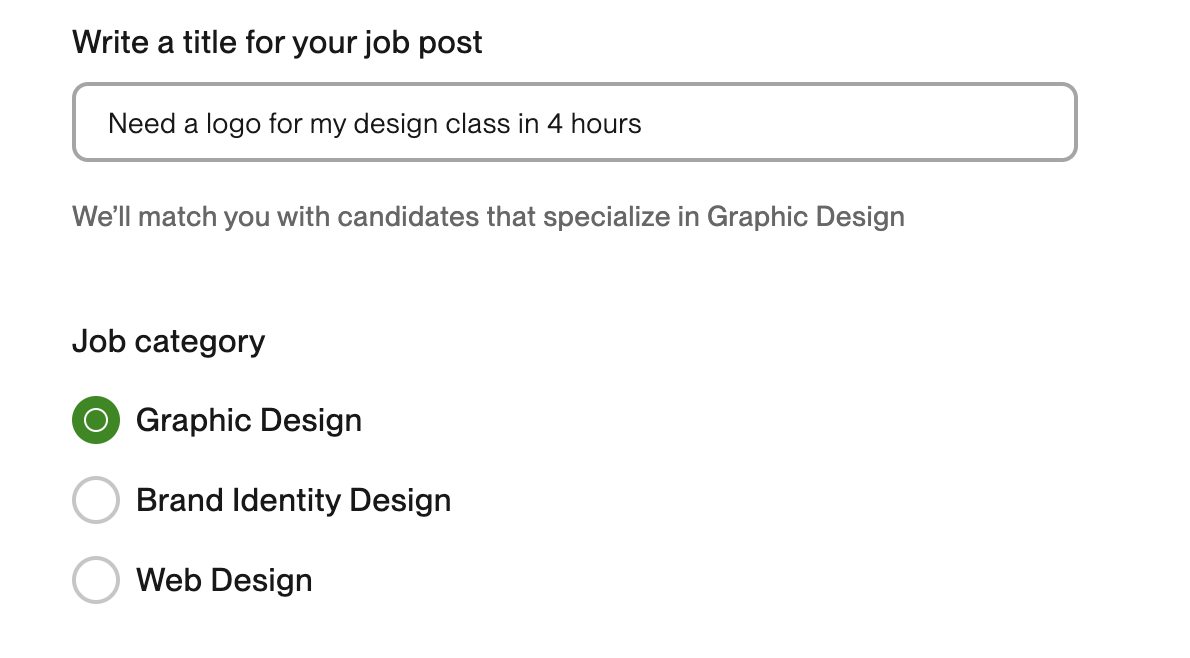 Write a title for your job post
Need a logo for my design class in 4 hours
We’ll match you with candidates that specialize in Graphic Design
Job category
Graphic Design
Brand Identity Design
Web Design